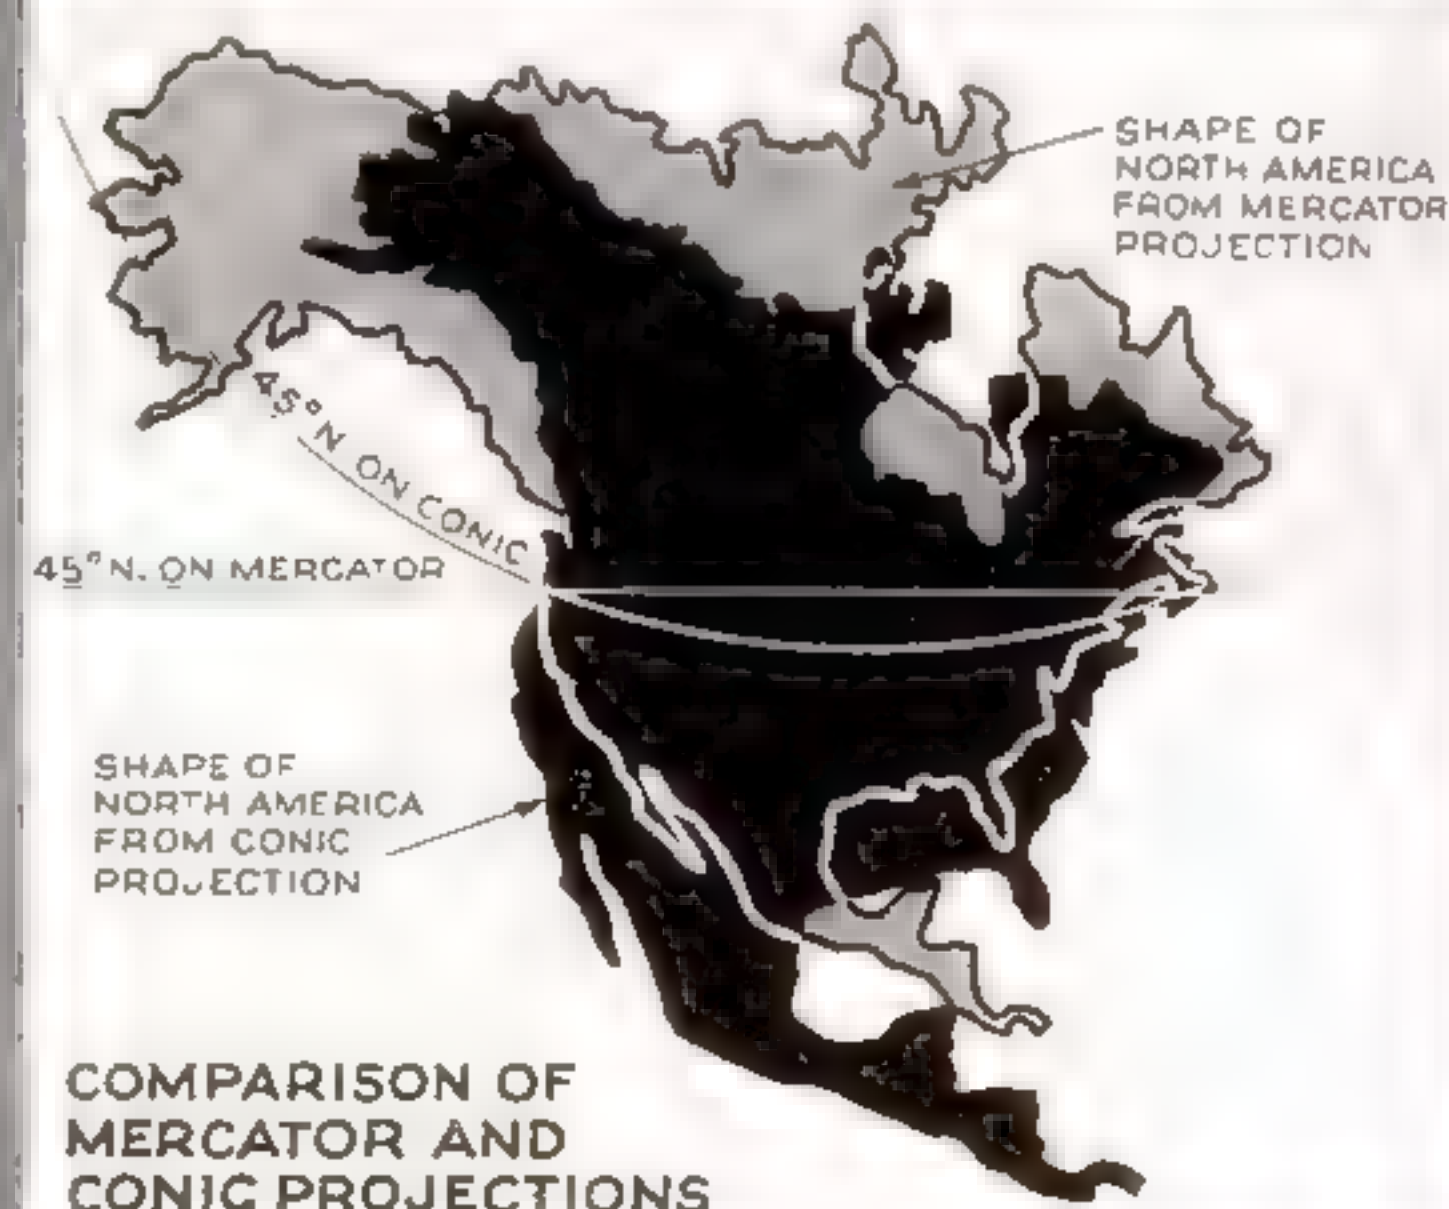 SHAPE OF
NORTH AMERICA
FROM MERCATOR
PROJECTION
45° N ON CONIC
45° N. ON MERCATOR
SHAPE OF
NORTH AMERICA
FROM CONIC
PROJECTION
COMPARISON OF
MERCATOR AND
CONIC PROJECTIONS